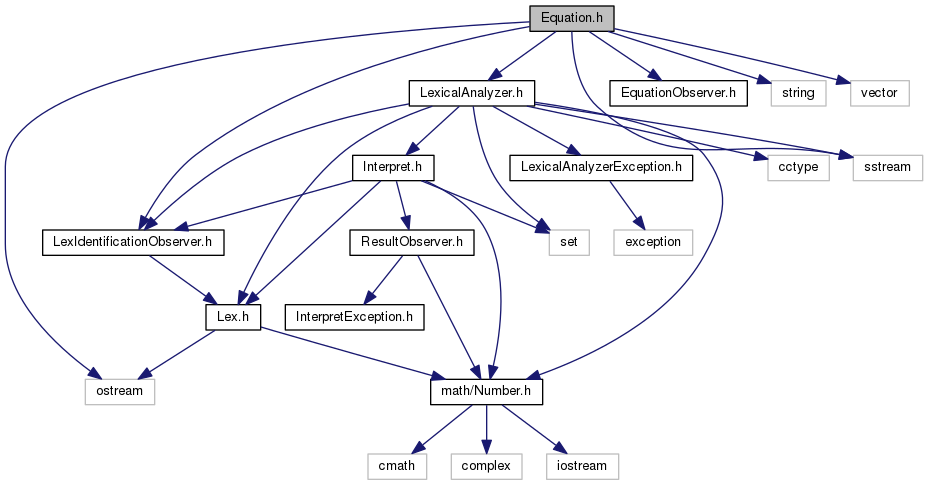 Equation.h
LexicalAnalyzer.h
EquationObserver.h
string
vector
Interpret.h
LexicalAnalyzerException.h
cctype
sstream
LexIdentificationObserver.h
ResultObserver.h
set
exception
Lex.h
InterpretException.h
ostream
math/Number.h
cmath
complex
iostream